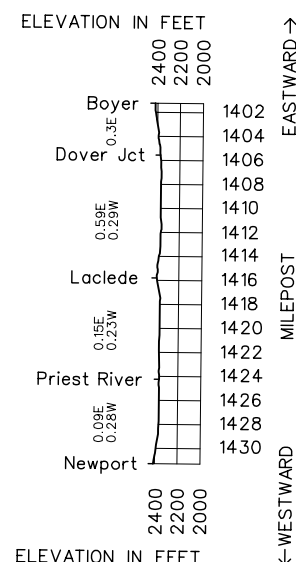 ELEVATION IN FEET
2400
2200
2000
EASTWARD→
Boyer
0.3E
Dover Jct
0.59E
0.29W
Laclede
0.15E
0.23W
Priest River
0.09E
0.28W
Newport
1402
1404
1406
1408
1410
1412
1414
1416
1418
1420
1422
1424
1426
1428
1430
MILEPOST
←WESTWARD
2400
2200
2000
ELEVATION IN FEET